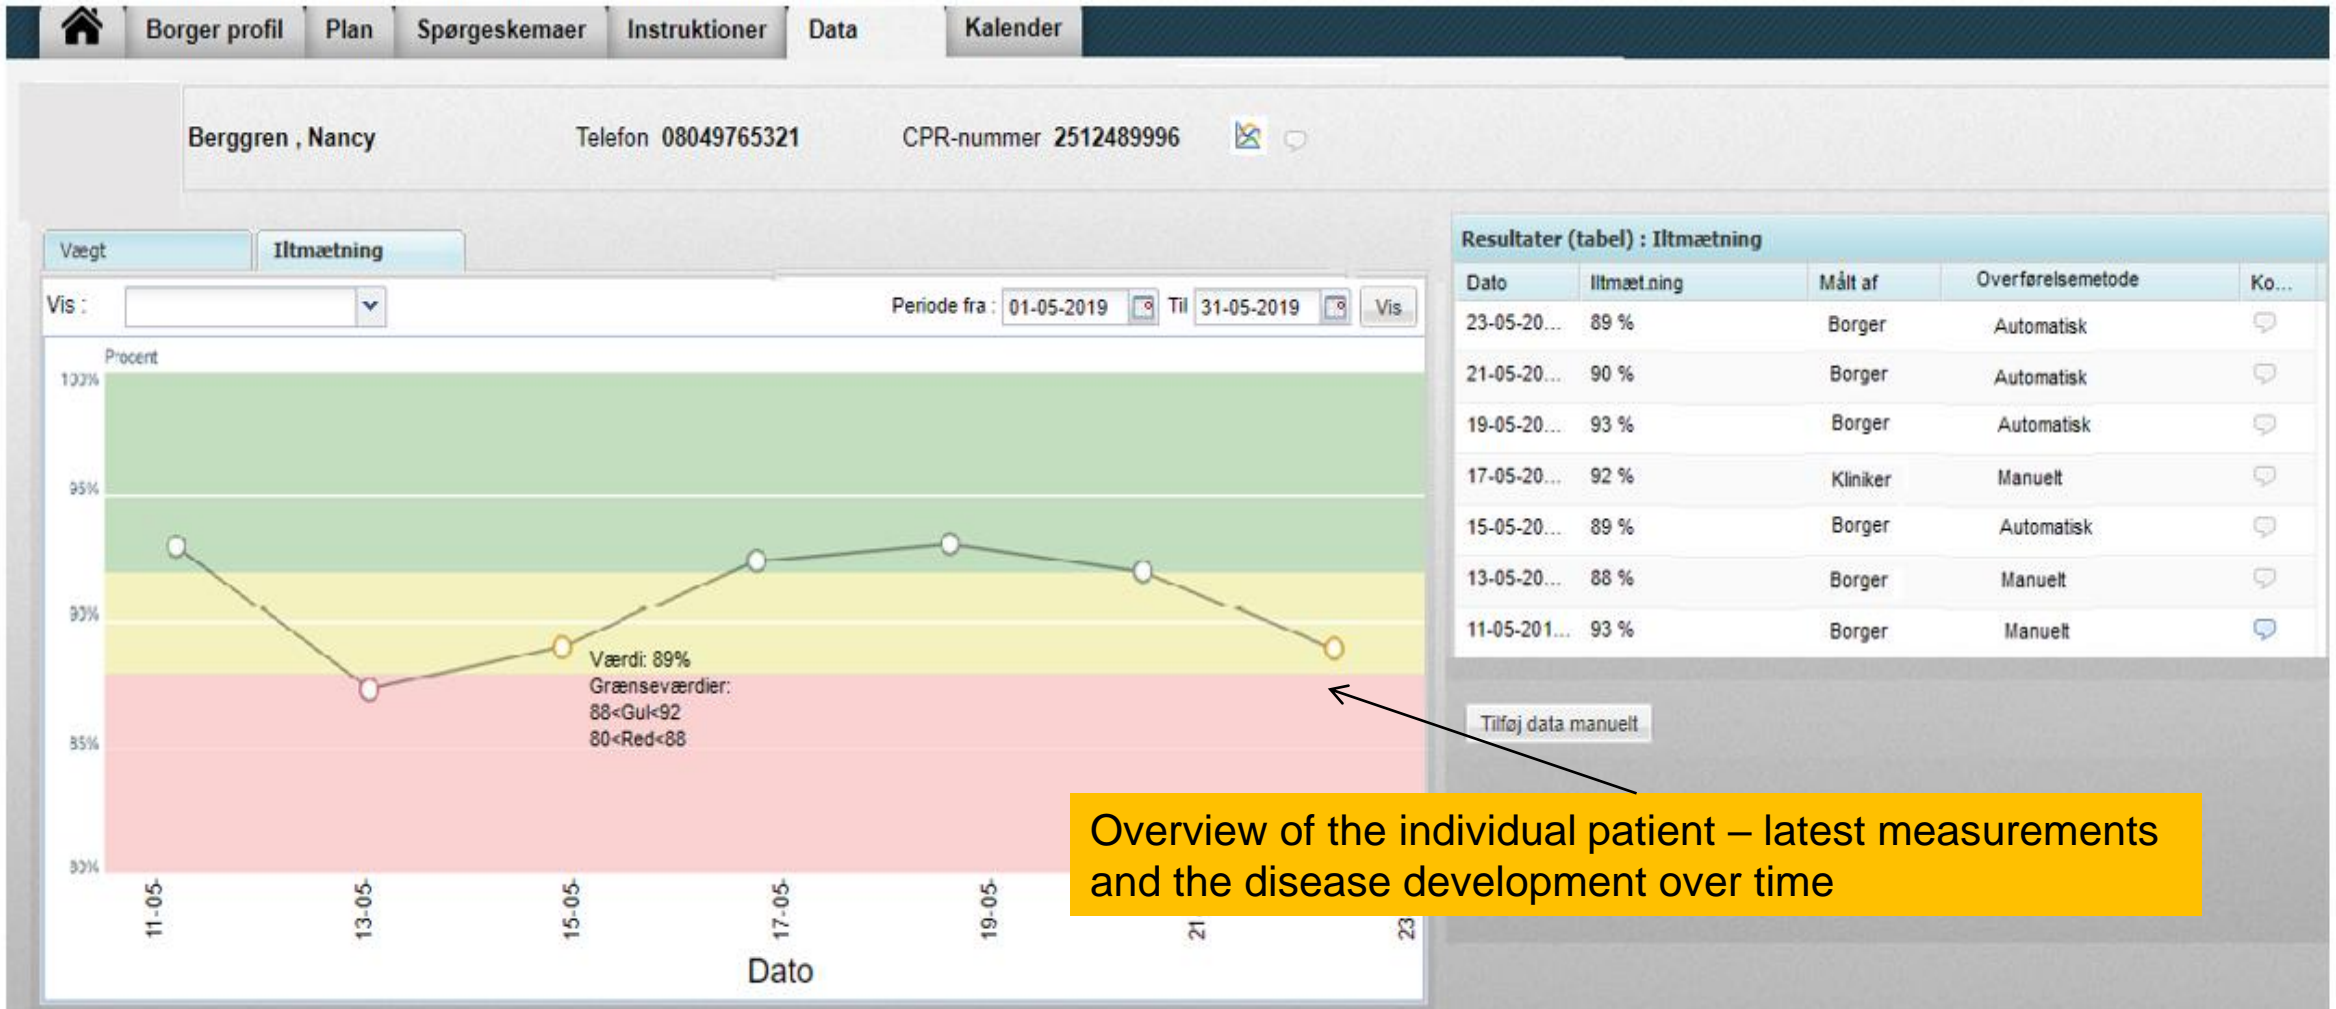 Borger profil Plan Spørgeskemaer Instruktioner Data Kalender
Berggren , Nancy Telefon 08049765321 CPR-nummer 2512489996
Vægt Iltmætning
Vis : Periode fra : 01-05-2019 Til 31-05-2019 Vis
Procent
100%
95%
90%
85%
80%
Værdi: 89%
Grænseværdier:
88<Gul<92
80<Red<88
11-05- 13-05- 15-05- 17-05- 19-05- 21 23
Dato
Resultater (tabel) : Iltmætning
Dato Iltmæt.ning Målt af Overførelsemetode Ko...
23-05-20... 89 % Borger Automatisk
21-05-20... 90 % Borger Automatisk
19-05-20... 93 % Borger Automatisk
17-05-20... 92 % Kliniker Manuelt
15-05-20... 89 % Borger Automatisk
13-05-20... 88 % Borger Manuelt
11-05-201... 93 % Borger Manuelt
Tilføj data manuelt
Overview of the individual patient – latest measurements
and the disease development over time